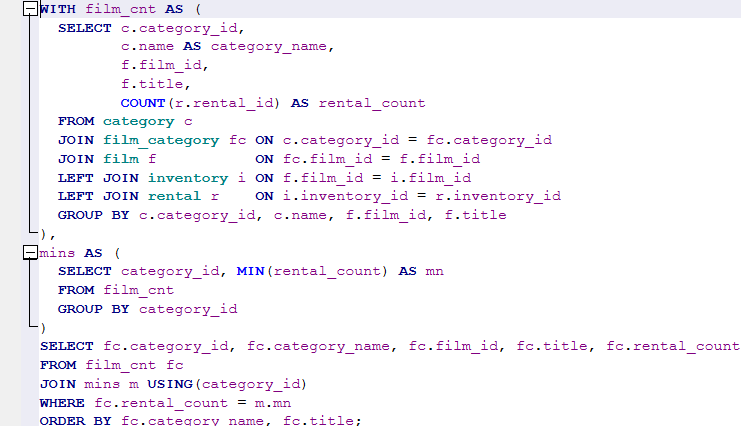 WITH film_cnt AS (
  SELECT c.category_id,
         c.name AS category_name,
         f.film_id,
         f.title,
         COUNT(r.rental_id) AS rental_count
  FROM category c
  JOIN film_category fc ON c.category_id = fc.category_id
  JOIN film f           ON fc.film_id = f.film_id
  LEFT JOIN inventory i ON f.film_id = i.film_id
  LEFT JOIN rental r    ON i.inventory_id = r.inventory_id
  GROUP BY c.category_id, c.name, f.film_id, f.title
),
mins AS (
  SELECT category_id, MIN(rental_count) AS mn
  FROM film_cnt
  GROUP BY category_id
)
SELECT fc.category_id, fc.category_name, fc.film_id, fc.title, fc.rental_count
FROM film_cnt fc
JOIN mins m USING(category_id)
WHERE fc.rental_count = m.mn
ORDER BY fc.category_name, fc.title;